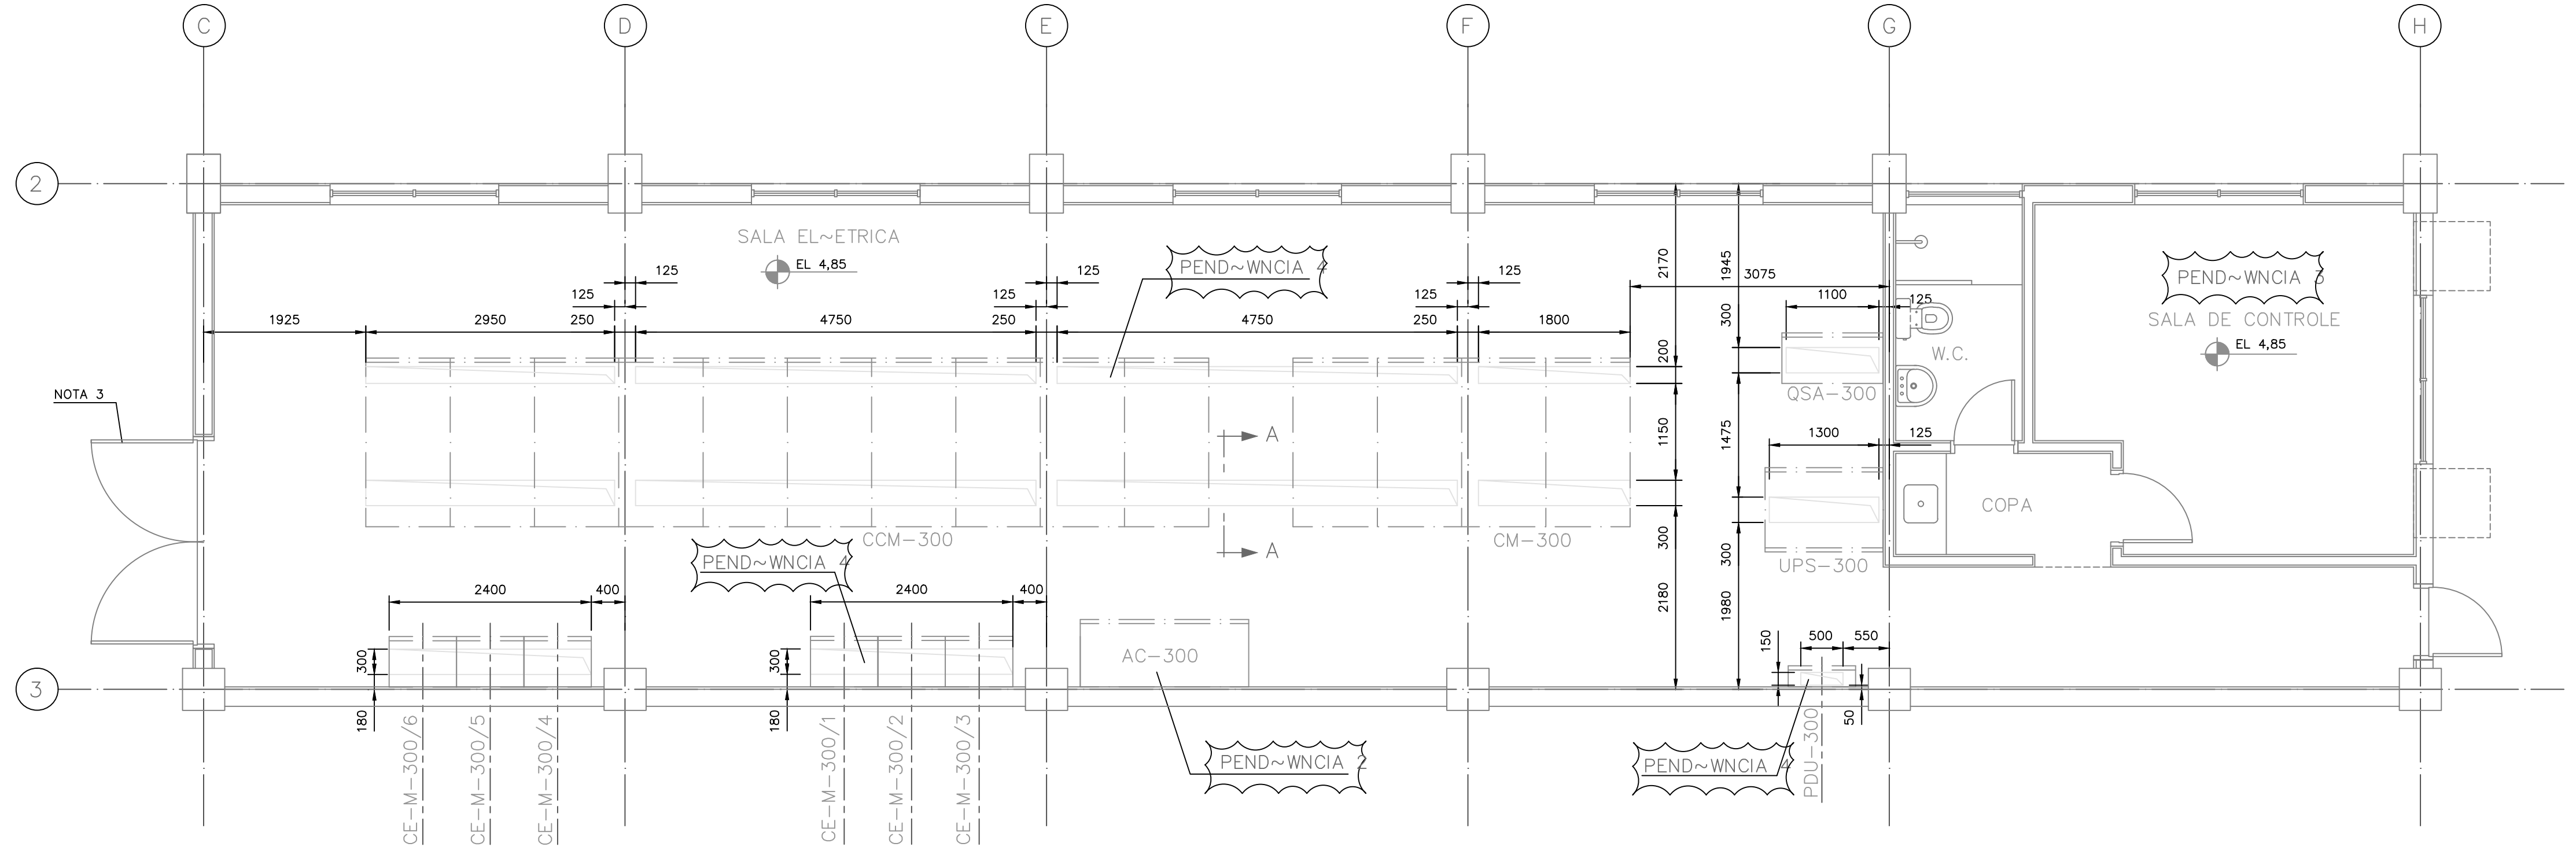 C D E F G H
2
SALA EL~ETRICA
EL 4,85
PEND~WNCIA 4
PEND~WNCIA 3
SALA DE CONTROLE
EL 4,85
125 125 125
125 125 125
1925 2950 250 4750 250 4750 250 1800
3075
1100 125
2170 1945
300
200
W.C.
QSA-300
NOTA 3
1300 125
1150 1475
A
A
COPA
CCM-300
CM-300
300 300
UPS-300
PEND~WNCIA 4
2400 400
2400 400
2180 1980
150 500 550
300
300
AC-300
3
180
180
50
CE-M-300/6
CE-M-300/5
CE-M-300/4
CE-M-300/1
CE-M-300/2
CE-M-300/3
PDU-300
PEND~WNCIA 2
PEND~WNCIA 4